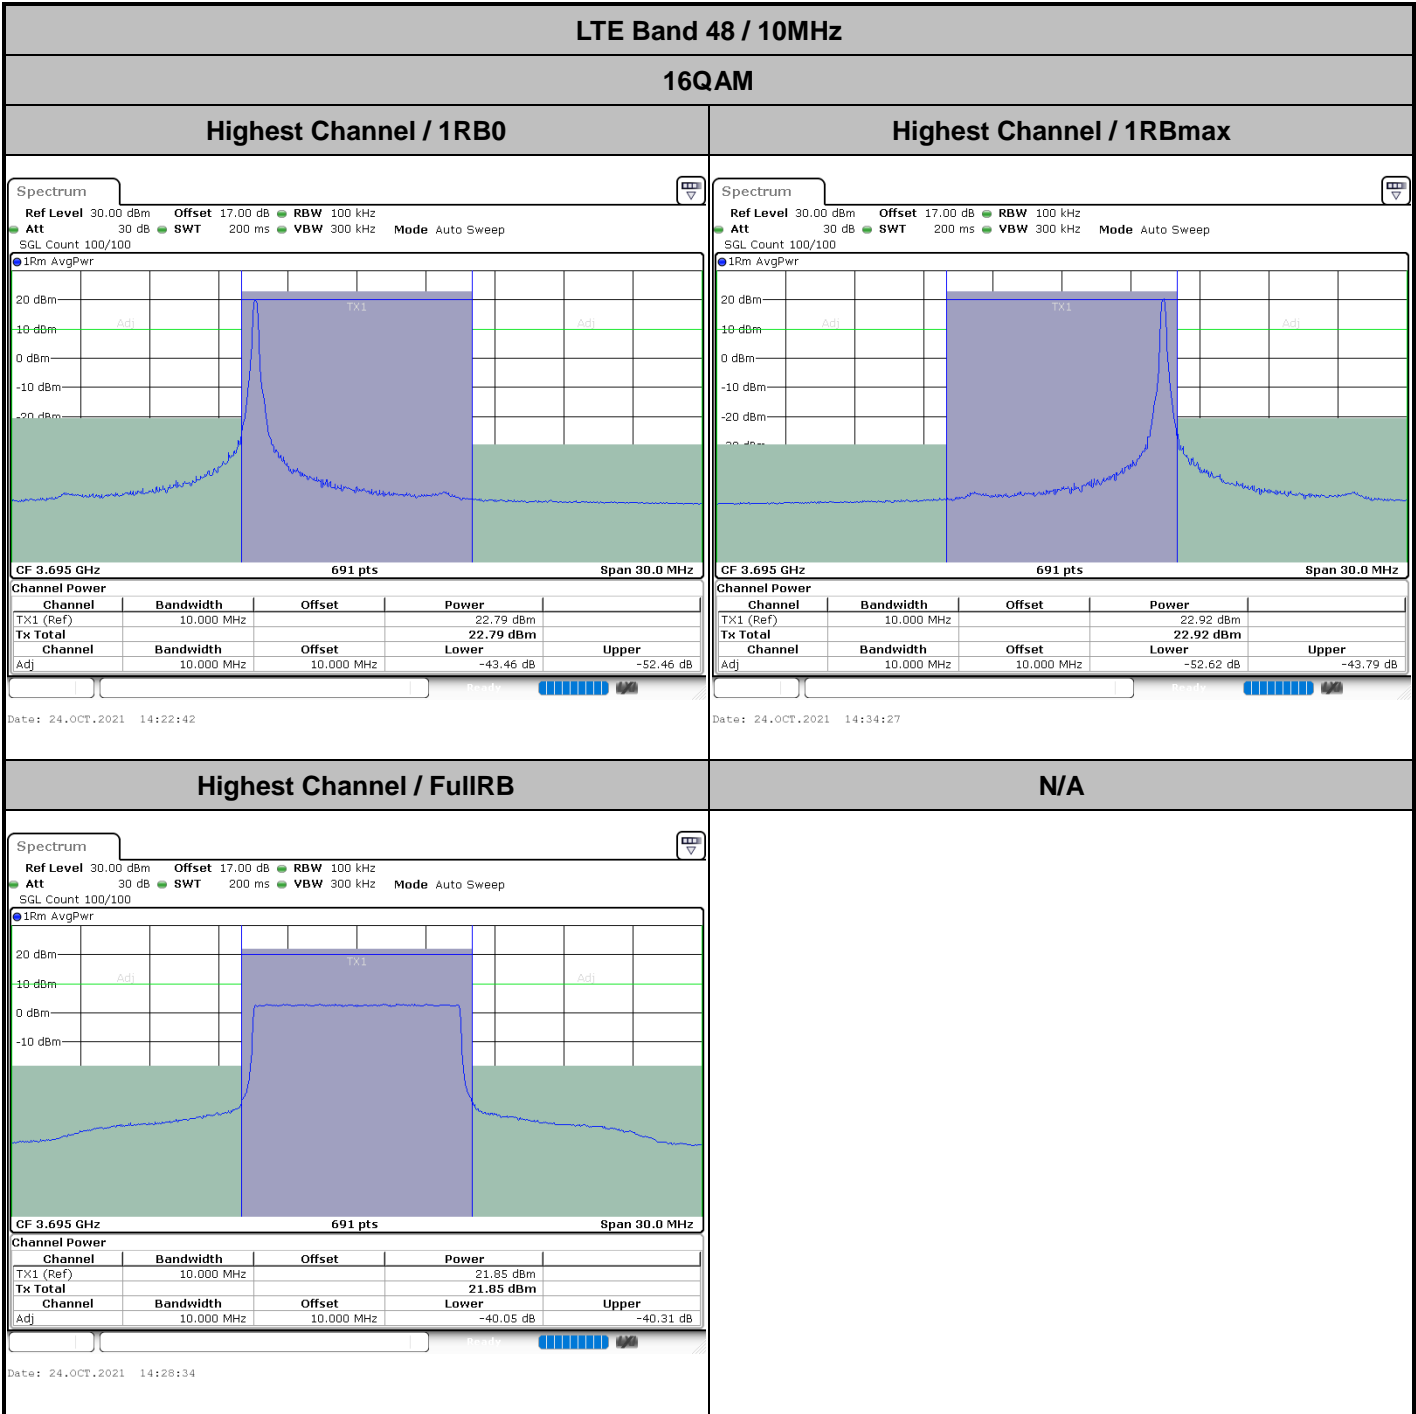 LTE Band 48 / 10MHz
16QAM
Highest Channel / 1RB0
Highest Channel / 1RBmax
Spectrum
Ref Level 30.00 dBm Offset 17.00 dB RBW 100 kHz
Att 30 dB SWT 200 ms VBW 300 kHz Mode Auto Sweep
SGL Count 100/100
1Rm AvgPwr
TX1
Adj
Adj
20 dBm
10 dBm
0 dBm
-10 dBm
-20 dBm
CF 3.695 GHz 691 pts Span 30.0 MHz
Channel Power
Channel Bandwidth Offset Power
TX1 (Ref) 10.000 MHz 22.79 dBm
Tx Total 22.79 dBm
Channel Bandwidth Offset Lower Upper
Adj 10.000 MHz 10.000 MHz -43.46 dB -52.46 dB
Ready
Date: 24.OCT.2021 14:22:42
Spectrum
Ref Level 30.00 dBm Offset 17.00 dB RBW 100 kHz
Att 30 dB SWT 200 ms VBW 300 kHz Mode Auto Sweep
SGL Count 100/100
1Rm AvgPwr
TX1
Adj
Adj
20 dBm
10 dBm
0 dBm
-10 dBm
-20 dBm
-30 dBm
CF 3.695 GHz 691 pts Span 30.0 MHz
Channel Power
Channel Bandwidth Offset Power
TX1 (Ref) 10.000 MHz 22.92 dBm
Tx Total 22.92 dBm
Channel Bandwidth Offset Lower Upper
Adj 10.000 MHz 10.000 MHz -52.62 dB -43.79 dB
Ready
Date: 24.OCT.2021 14:34:27
Highest Channel / FullRB
N/A
Spectrum
Ref Level 30.00 dBm Offset 17.00 dB RBW 100 kHz
Att 30 dB SWT 200 ms VBW 300 kHz Mode Auto Sweep
SGL Count 100/100
1Rm AvgPwr
TX1
Adj
Adj
20 dBm
10 dBm
0 dBm
-10 dBm
CF 3.695 GHz 691 pts Span 30.0 MHz
Channel Power
Channel Bandwidth Offset Power
TX1 (Ref) 10.000 MHz 21.85 dBm
Tx Total 21.85 dBm
Channel Bandwidth Offset Lower Upper
Adj 10.000 MHz 10.000 MHz -40.05 dB -40.31 dB
Ready
Date: 24.OCT.2021 14:28:34